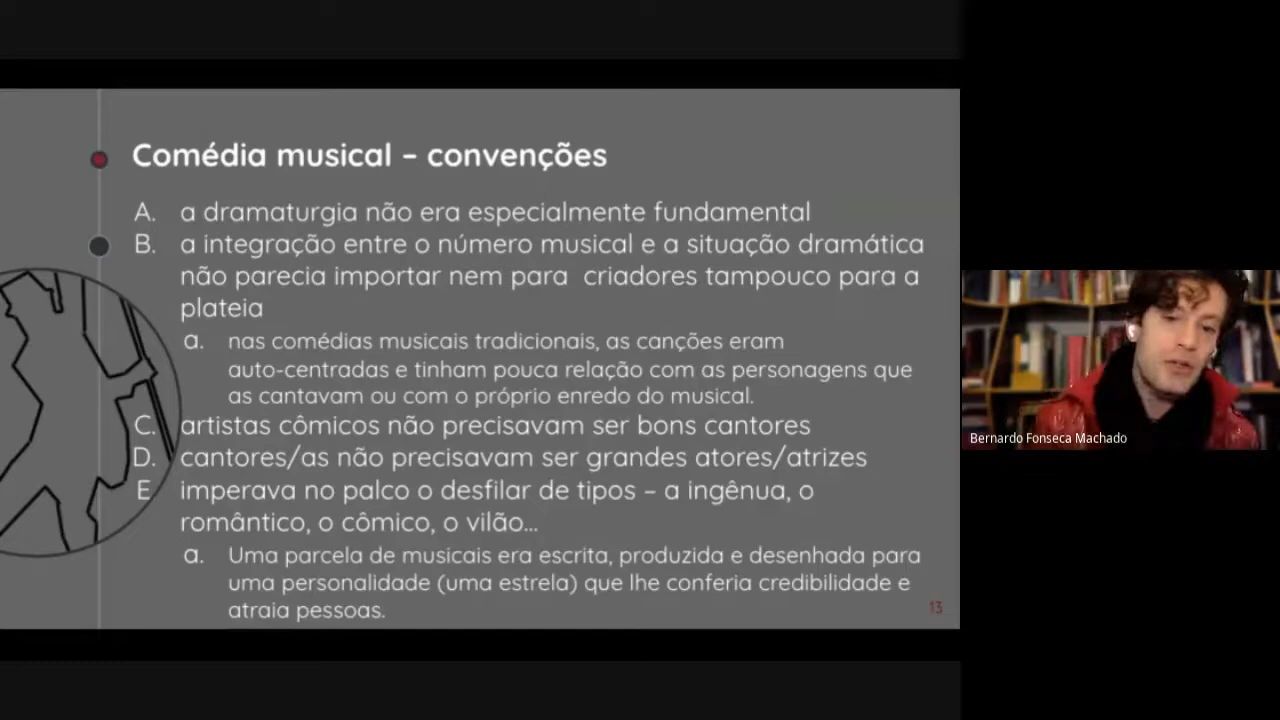 Comédia musical – convenções
A. a dramaturgia não era especialmente fundamental
B. a integração entre o número musical e a situação dramática
não parecia importar nem para criadores tampouco para a
plateia
a. nas comédias musicais tradicionais, as canções eram
auto-centradas e tinham pouca relação com as personagens que
as cantavam ou com o próprio enredo do musical.
C. artistas cômicos não precisavam ser bons cantores
D. cantores/as não precisavam ser grandes atores/atrizes
E. imperava no palco o desfilar de tipos – a ingênua, o
romântico, o cômico, o vilão...
a. Uma parcela de musicais era escrita, produzida e desenhada para
uma personalidade (uma estrela) que lhe conferia credibilidade e
atraia pessoas.
13
Bernardo Fonseca Machado